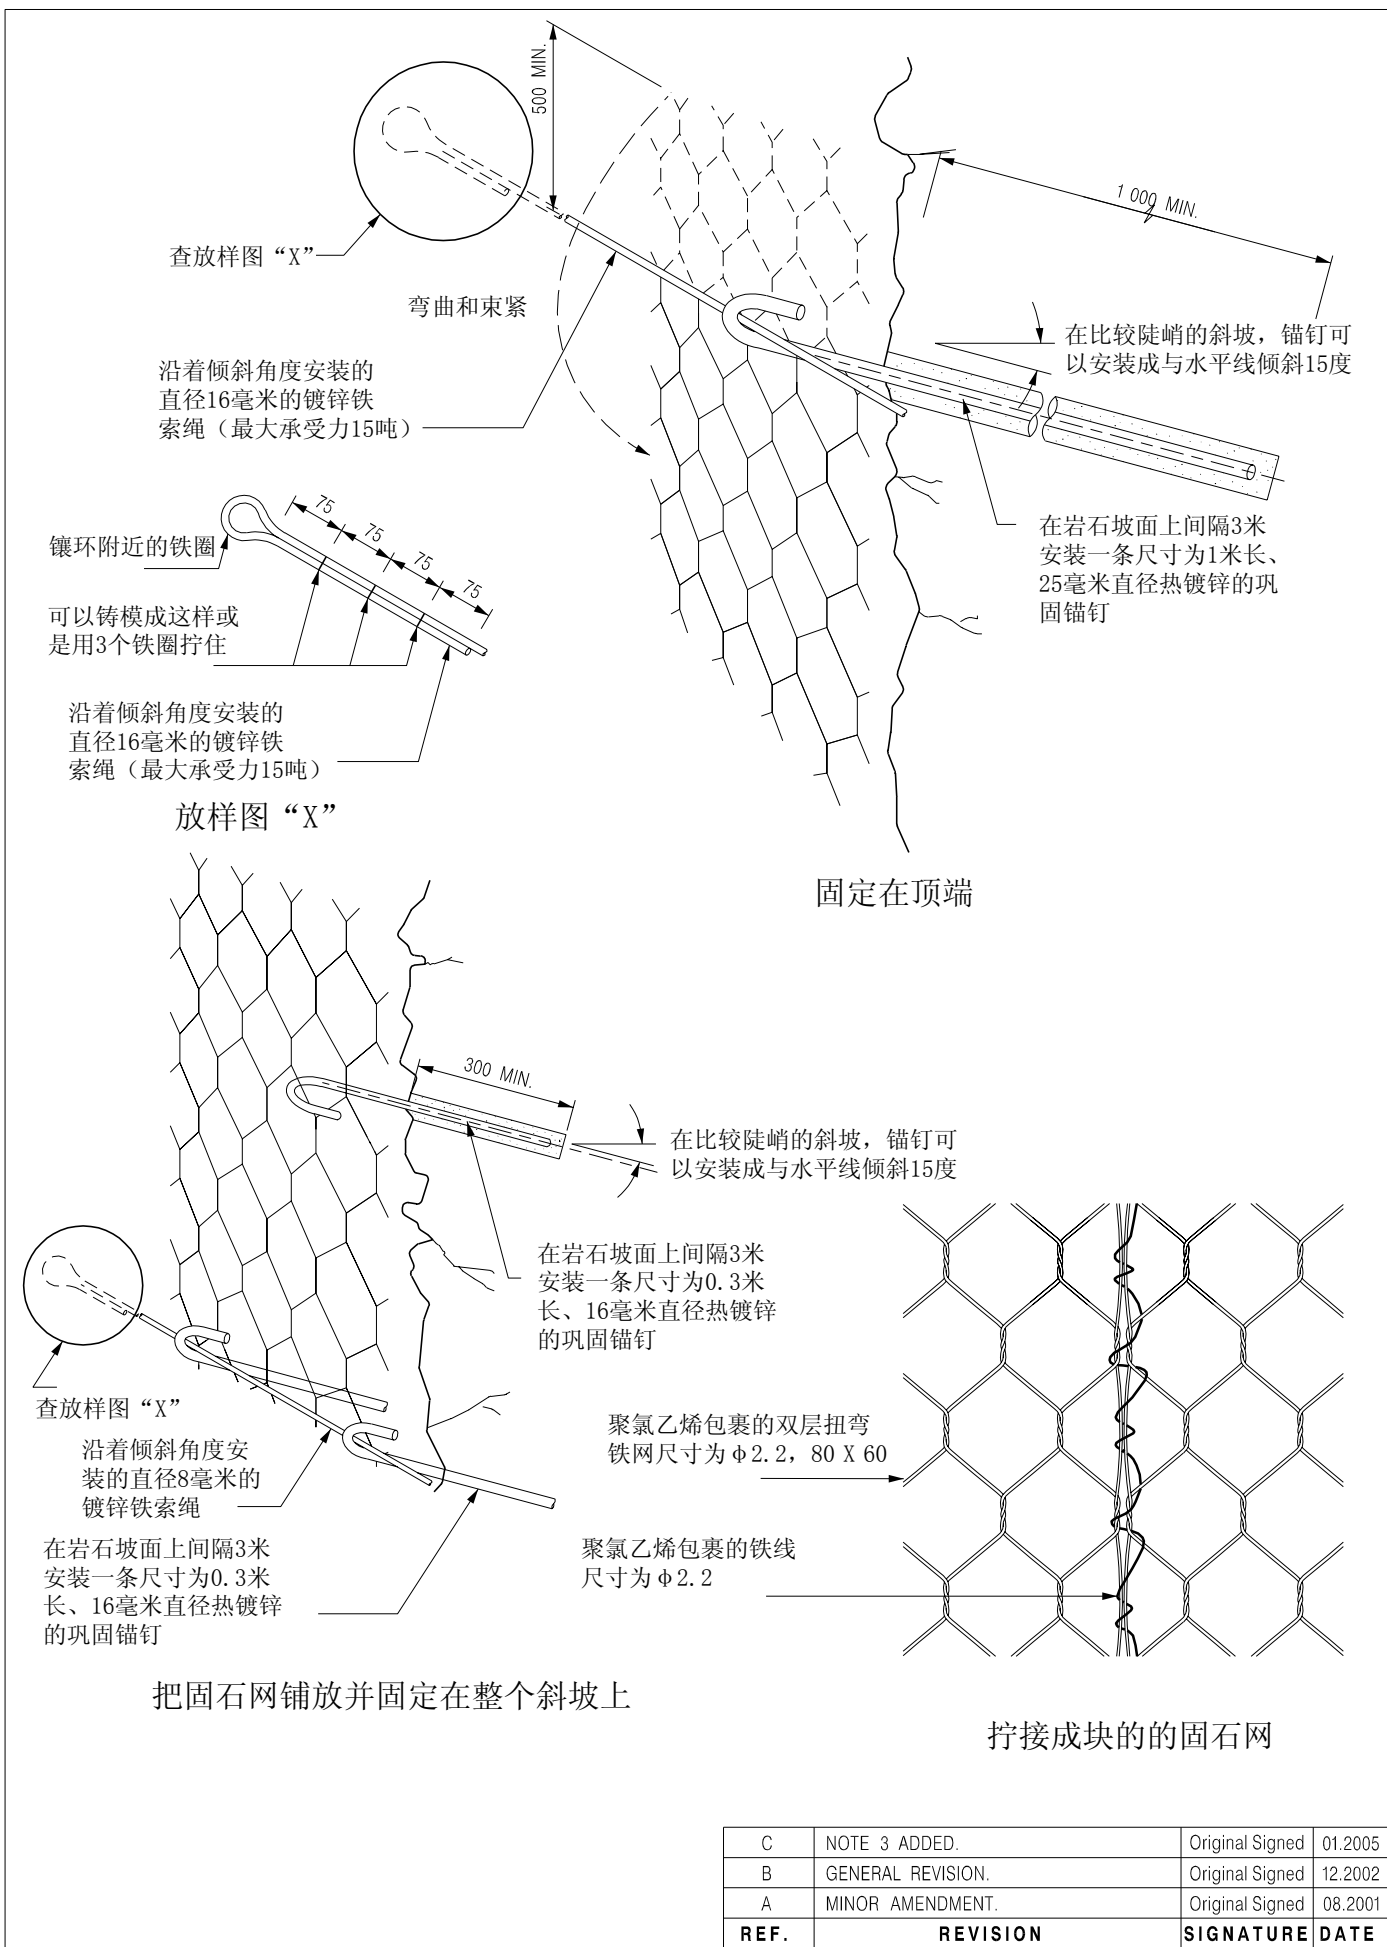 500 MIN.
1 000 MIN.
查放样图“X”
弯曲和束紧
在比较陡峭的斜坡，锚钉可
以安装成与水平线倾斜15度
沿着倾斜角度安装的
直径16毫米的镀锌铁
索绳（最大承受力15吨）
75
75
75
75
镶环附近的铁圈
在岩石坡面上间隔3米
安装一条尺寸为1米长、
25毫米直径热镀锌的巩
固锚钉
可以铸模成这样或
是用3个铁圈拧住
沿着倾斜角度安装的
直径16毫米的镀锌铁
索绳（最大承受力15吨）
放样图“X”
固定在顶端
300 MIN.
在比较陡峭的斜坡，锚钉可
以安装成与水平线倾斜15度
在岩石坡面上间隔3米
安装一条尺寸为0.3米
长、16毫米直径热镀锌
的巩固锚钉
查放样图“X”
沿着倾斜角度安
装的直径8毫米的
镀锌铁索绳
聚氯乙烯包裹的双层扭弯
铁网尺寸为φ2.2，80 X 60
在岩石坡面上间隔3米
安装一条尺寸为0.3米
长、16毫米直径热镀锌
的巩固锚钉
聚氯乙烯包裹的铁线
尺寸为φ2.2
把固石网铺放并固定在整个斜坡上
拧接成块的的固石网
C NOTE 3 ADDED. Original Signed 01.2005
B GENERAL REVISION. Original Signed 12.2002
A MINOR AMENDMENT. Original Signed 08.2001
REF. REVISION SIGNATURE DATE